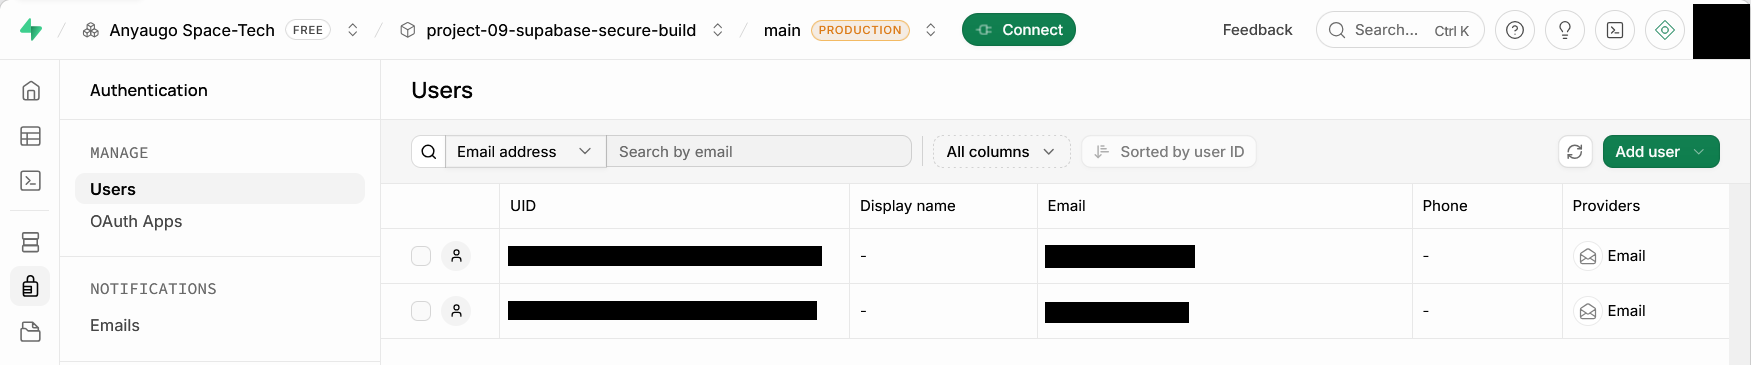 Anyaugo Space-Tech FREE project-09-supabase-secure-build main PRODUCTION Connect Feedback Search... Ctrl K
Authentication
Users
MANAGE
Users
OAuth Apps
NOTIFICATIONS
Emails
Email address Search by email All columns Sorted by user ID Add user
UID Display name Email Phone Providers
- - Email
- - Email